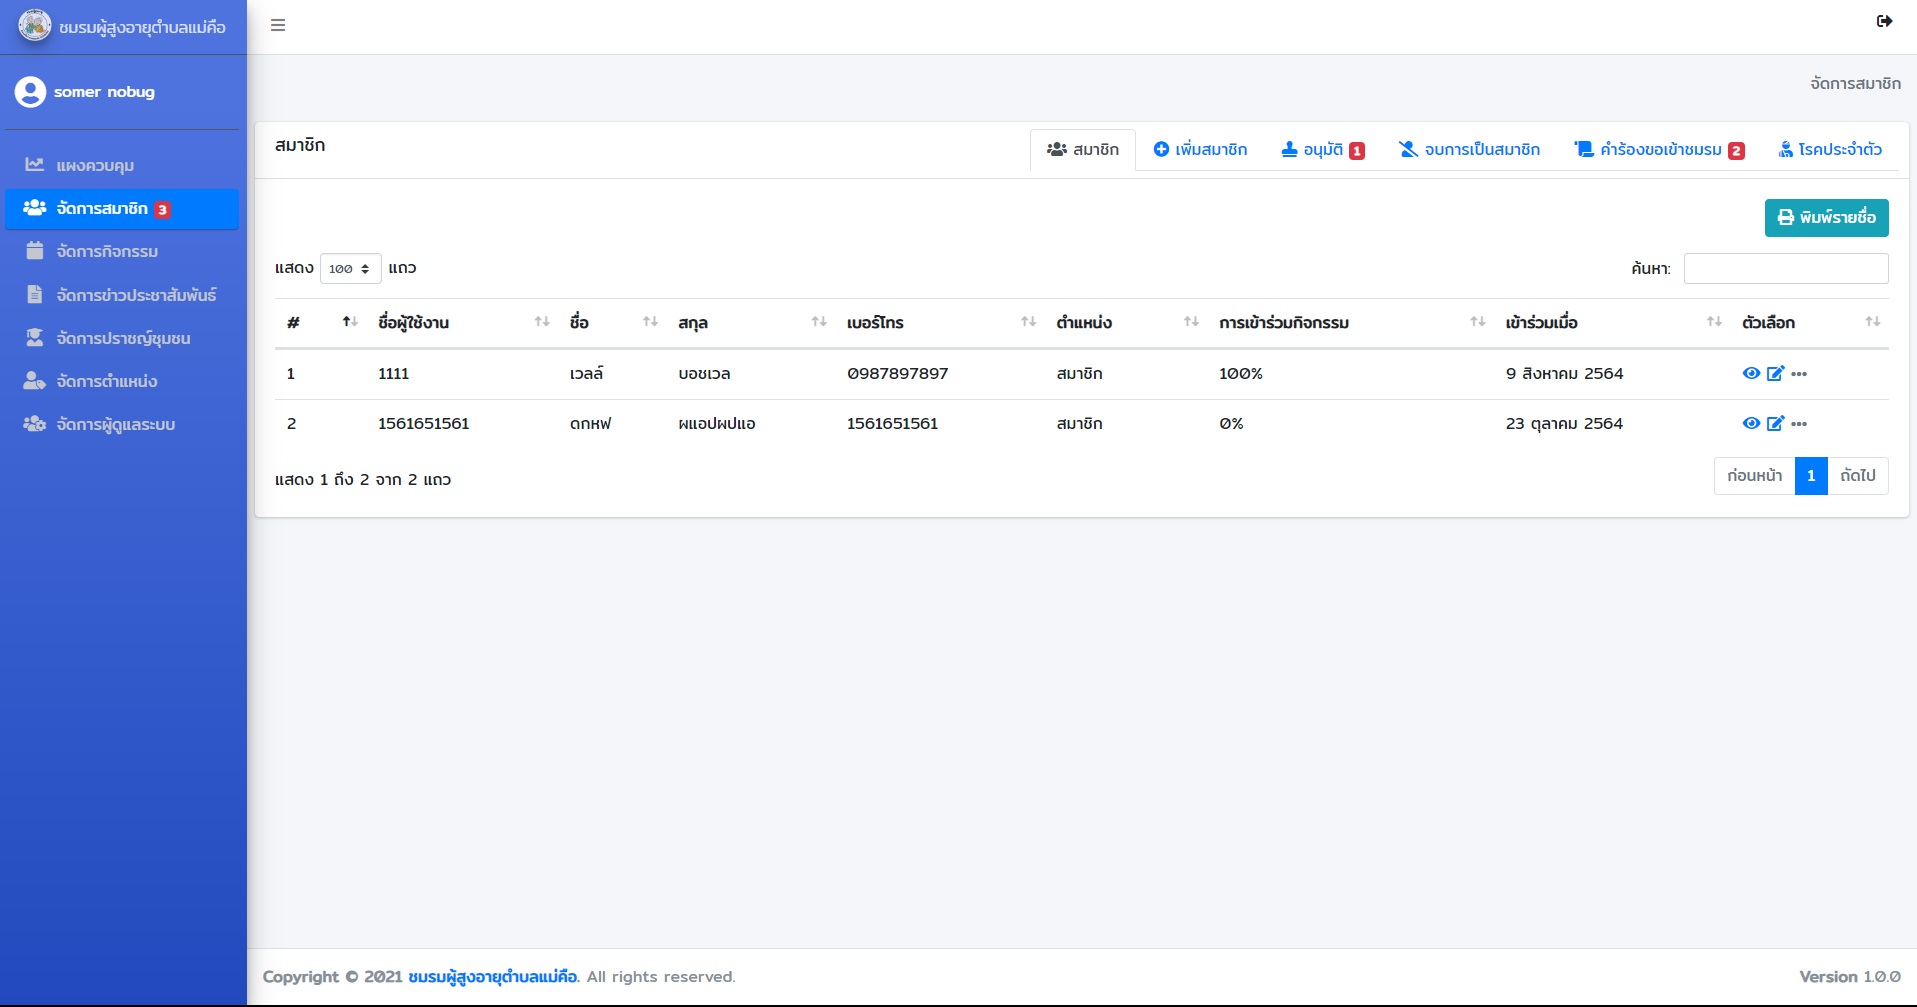 ชมรมผู้สูงอายุตำบลแม่คือ
somer nobug
แผงควบคุม
จัดการสมาชิก 3
จัดการกิจกรรม
จัดการข่าวประชาสัมพันธ์
จัดการปราชญ์ชุมชน
จัดการตำแหน่ง
จัดการผู้ดูแลระบบ
จัดการสมาชิก
สมาชิก
สมาชิก เพิ่มสมาชิก อนุมัติ 1 จบการเป็นสมาชิก คำร้องขอเข้าชมรม 2 โรคประจำตัว
พิมพ์รายชื่อ
แสดง 100 แถว ค้นหา:
# ชื่อผู้ใช้งาน ชื่อ สกุล เบอร์โทร ตำแหน่ง การเข้าร่วมกิจกรรม เข้าร่วมเมื่อ ตัวเลือก
1 1111 เวลล์ บอชเวล 0987897897 สมาชิก 100% 9 สิงหาคม 2564
2 1561651561 ดกหฟ ผแอปผปแอ 1561651561 สมาชิก 0% 23 ตุลาคม 2564
แสดง 1 ถึง 2 จาก 2 แถว
ก่อนหน้า 1 ถัดไป
Copyright © 2021 ชมรมผู้สูงอายุตำบลแม่คือ. All rights reserved.
Version 1.0.0